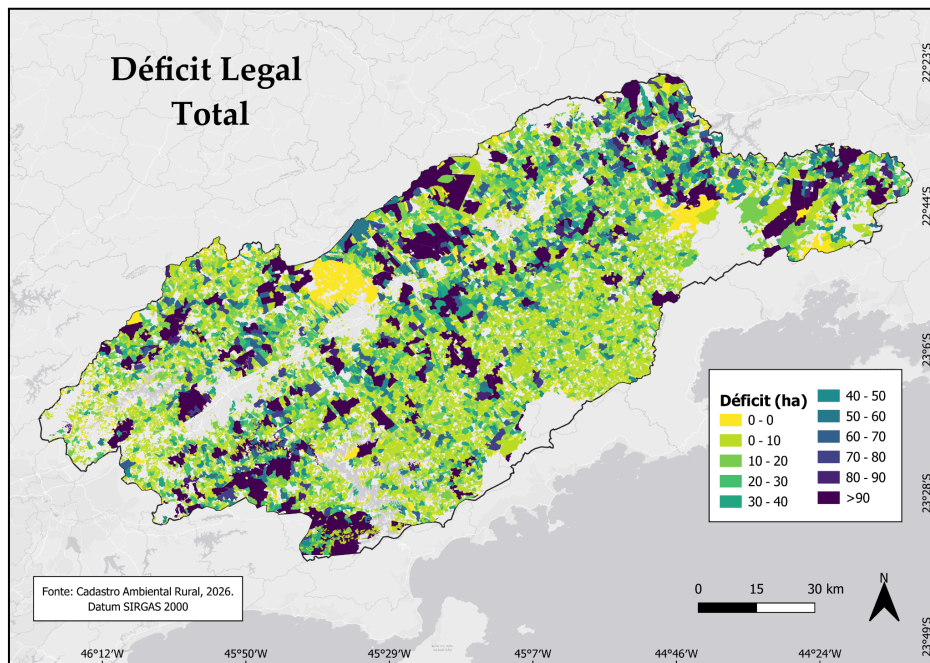 Déficit Legal
Total
22°23'S
22°44'S
23°6'S
23°28'S
23°49'S
Déficit (ha)
0 - 0
0 - 10
10 - 20
20 - 30
30 - 40
40 - 50
50 - 60
60 - 70
70 - 80
80 - 90
>90
Fonte: Cadastro Ambiental Rural, 2026.
Datum SIRGAS 2000
0 15 30 km
N
46°12'W 45°50'W 45°29'W 45°7'W 44°46'W 44°24'W